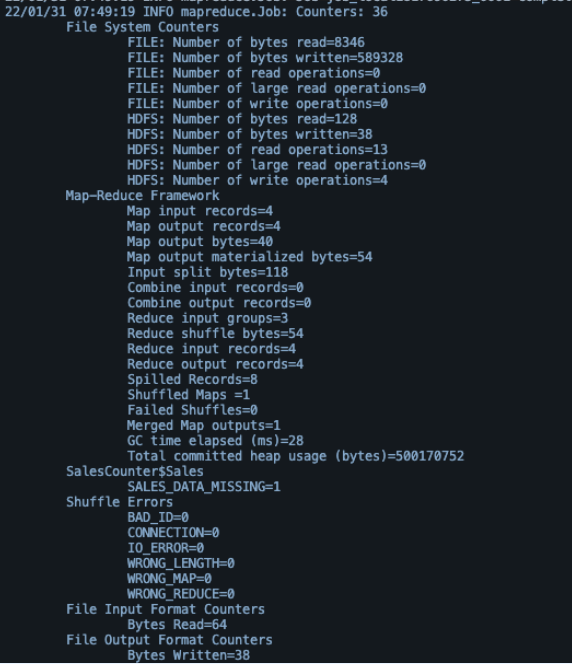 22/01/31 07:49:19 INFO mapreduce.Job: Counters: 36
File System Counters
FILE: Number of bytes read=8346
FILE: Number of bytes written=589328
FILE: Number of read operations=0
FILE: Number of large read operations=0
FILE: Number of write operations=0
HDFS: Number of bytes read=128
HDFS: Number of bytes written=38
HDFS: Number of read operations=13
HDFS: Number of large read operations=0
HDFS: Number of write operations=4
Map-Reduce Framework
Map input records=4
Map output records=4
Map output bytes=40
Map output materialized bytes=54
Input split bytes=118
Combine input records=0
Combine output records=0
Reduce input groups=3
Reduce shuffle bytes=54
Reduce input records=4
Reduce output records=4
Spilled Records=8
Shuffled Maps =1
Failed Shuffles=0
Merged Map outputs=1
GC time elapsed (ms)=28
Total committed heap usage (bytes)=500170752
SalesCounter$Sales
SALES_DATA_MISSING=1
Shuffle Errors
BAD_ID=0
CONNECTION=0
IO_ERROR=0
WRONG_LENGTH=0
WRONG_MAP=0
WRONG_REDUCE=0
File Input Format Counters
Bytes Read=64
File Output Format Counters
Bytes Written=38